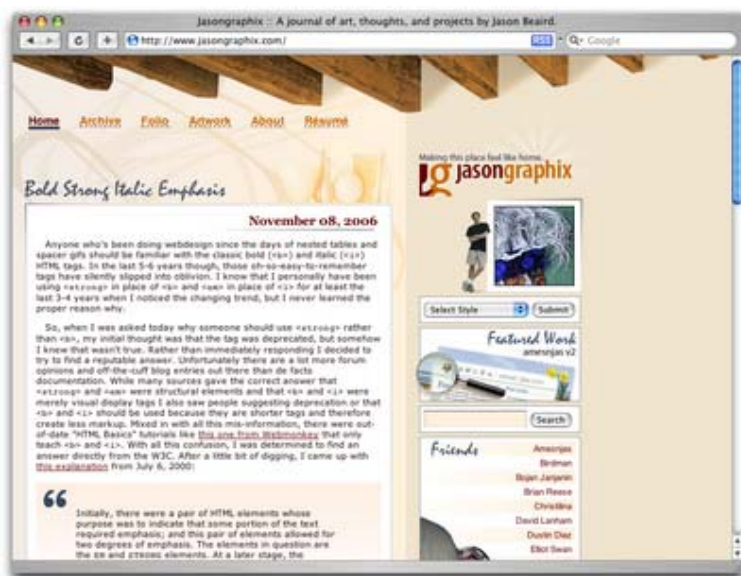 Jasongraphix :: A journal of art, thoughts, and projects by Jason Beaird.
http://www.jasongraphix.com/
RSS
Google
Home Archive Folio Artwork About Résumé
Making this place feel like home.
jasongraphix
Bold Strong Italic Emphasis
November 08, 2006
Anyone who's been doing webdesign since the days of nested tables and
spacer gifs should be familiar with the classic bold (<b>) and italic (<i>)
HTML tags. In the last 5-6 years though, those oh-so-easy-to-remember
tags have silently slipped into oblivion. I know that I personally have been
using <strong> in place of <b> and <em> in place of <i> for at least the
last 3-4 years when I noticed the changing trend, but I never learned the
proper reason why.
So, when I was asked today why someone should use <strong> rather
than <b>, my initial thought was that the tag was deprecated, but somehow
I knew that wasn't true. Rather than immediately responding I decided to
try to find a reputable answer. Unfortunately there are a lot more forum
opinions and off-the-cuff blog entries out there than de facto
documentation. While many sources gave the correct answer that
<strong> and <em> were structural elements and that <b> and <i> were
merely visual display tags I also saw people suggesting deprecation or that
<b> and <i> should be used because they are shorter tags and therefore
create less markup. Mixed in with all this mis-information, there were out-
of-date "HTML Basics" tutorials like this one from Webmonkey that only
teach <b> and <i>. With all this confusion, I was determined to find an
answer directly from the W3C. After a little bit of digging, I came up with
this explanation from July 6, 2000:
“
Initially, there were a pair of HTML elements whose
purpose was to indicate that some portion of the text
required emphasis; and this pair of elements allowed for
two degrees of emphasis. The elements in question are
the EM and STRONG elements. At a later stage, the
Select Style
Submit
Featured Work
amesnjas v2
Search
Friends
Amesnjas
Birdman
Bojan Janjanin
Brian Reese
Christina
David Lanham
Dustin Diaz
Elliot Swan